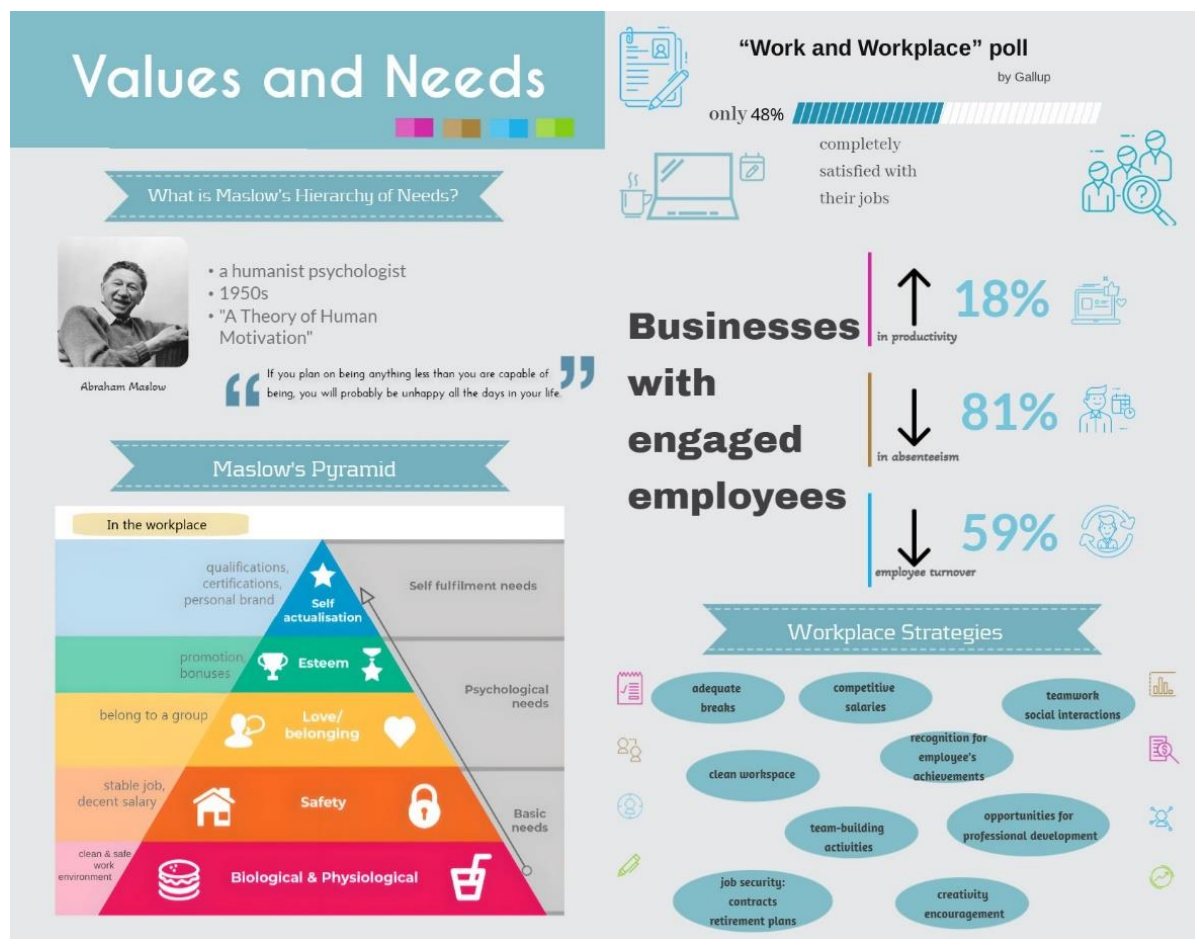 Values and Needs
What is Maslow's Hierarchy of Needs?
• a humanist psychologist
• 1950s
• "A Theory of Human
Motivation"
Abraham Maslow
If you plan on being anything less than you are capable of
being, you will probably be unhappy all the days in your life.
Maslow's Pyramid
In the workplace
qualifications,
certifications,
personal brand
Self
actualisation
Self fulfilment needs
promotion,
bonuses
Esteem
Psychological
needs
belong to a group
Love/
belonging
stable job,
decent salary
Safety
Basic
needs
clean & safe
work
environment
Biological & Physiological
“Work and Workplace” poll
by Gallup
only 48%
completely
satisfied with
their jobs
Businesses
with
engaged
employees
18%
in productivity
81%
in absenteeism
59%
employee turnover
Workplace Strategies
adequate
breaks
competitive
salaries
teamwork
social interactions
clean workspace
recognition for
employee's
achievements
team-building
activities
opportunities for
professional development
job security:
contracts
retirement plans
creativity
encouragement